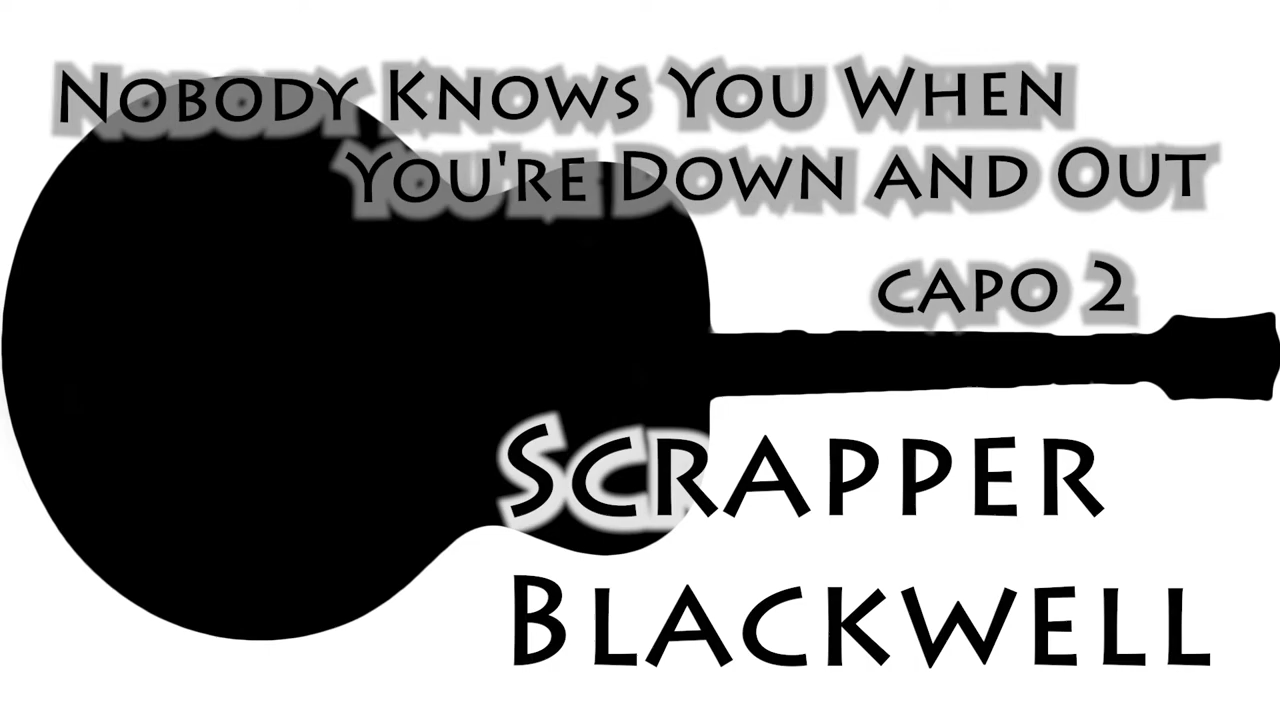 Nobody Knows You When
You're Down and Out
capo 2
Scrapper
Blackwell